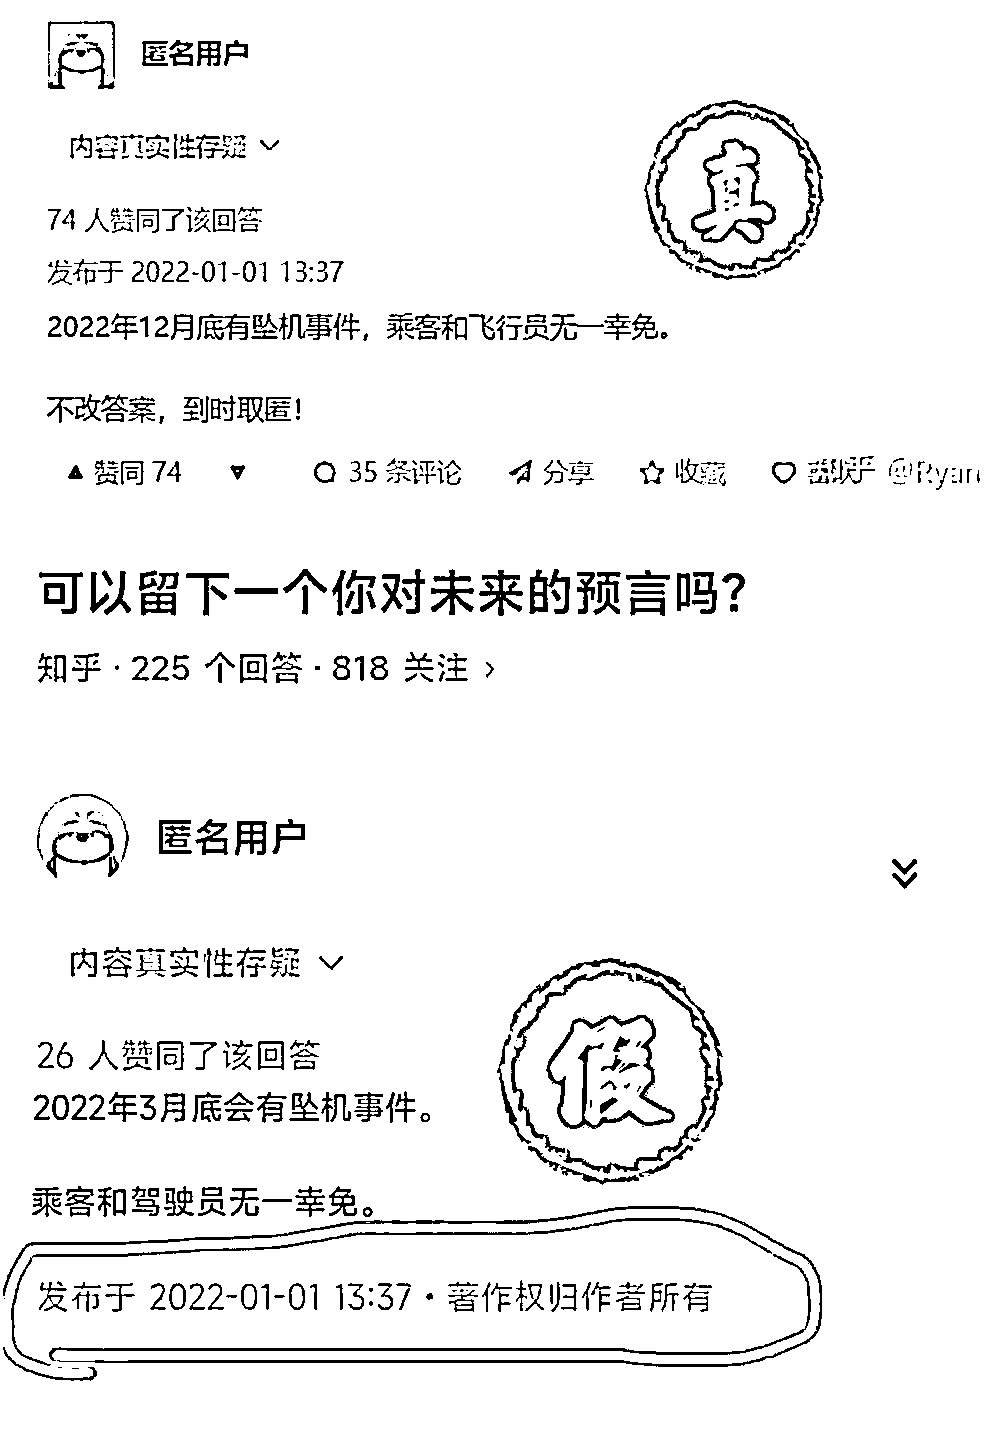 匿名用户
内容真实性存疑
真
74 人赞同了该回答
发布于 2022-01-01 13:37
2022年12月底有坠机事件，乘客和飞行员无一幸免。
不改答案，到时取匿！
赞同 74 35 条评论 分享 收藏 @Ryan
可以留下一个你对未来的预言吗？
知乎 · 225 个回答 · 818 关注 >
匿名用户
内容真实性存疑
假
26 人赞同了该回答
2022年3月底会有坠机事件。
乘客和驾驶员无一幸免。
发布于 2022-01-01 13:37 · 著作权归作者所有